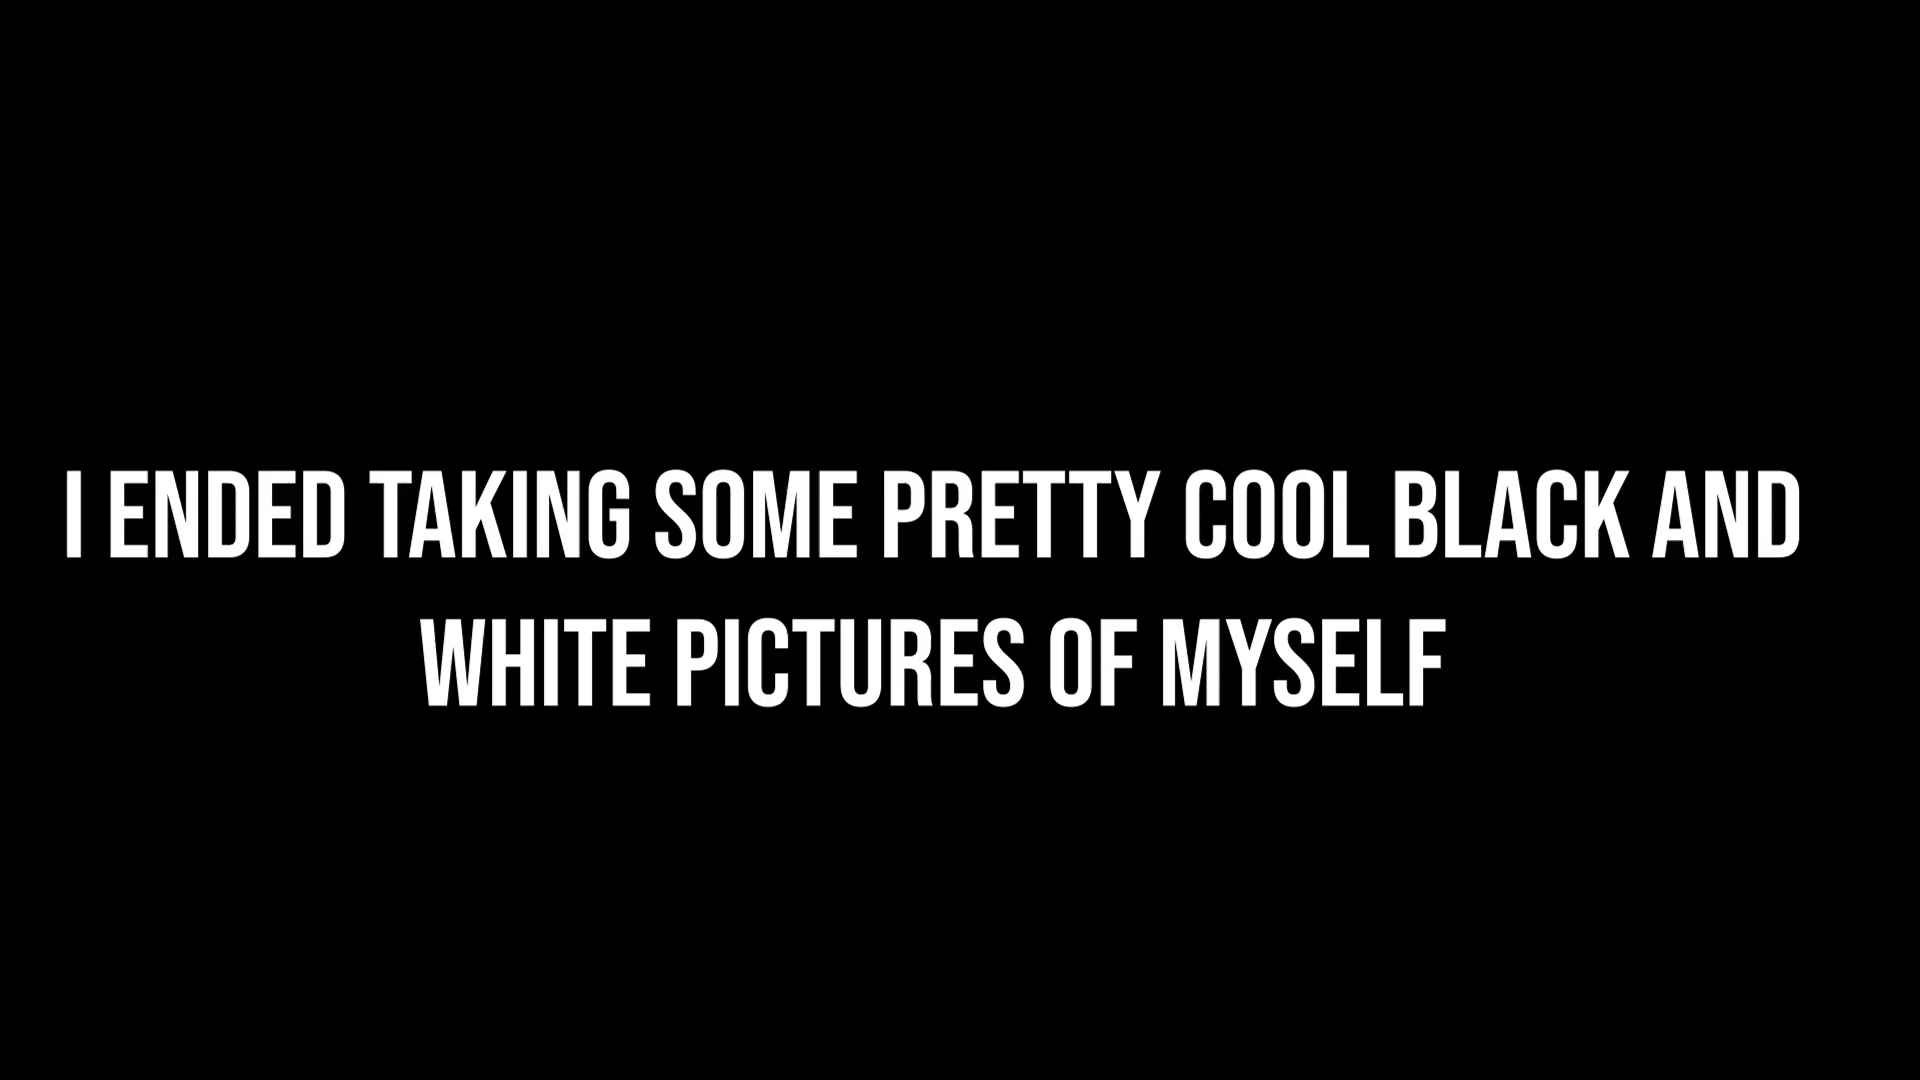 I ENDED TAKING SOME PRETTY COOL BLACK AND
WHITE PICTURES OF MYSELF